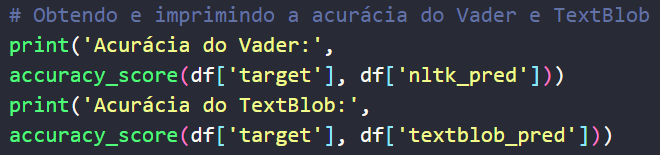 # Obtendo e imprimindo a acurácia do Vader e TextBlob
print('Acurácia do Vader:',
accuracy_score(df['target'], df['nltk_pred']))
print('Acurácia do TextBlob:',
accuracy_score(df['target'], df['textblob_pred']))